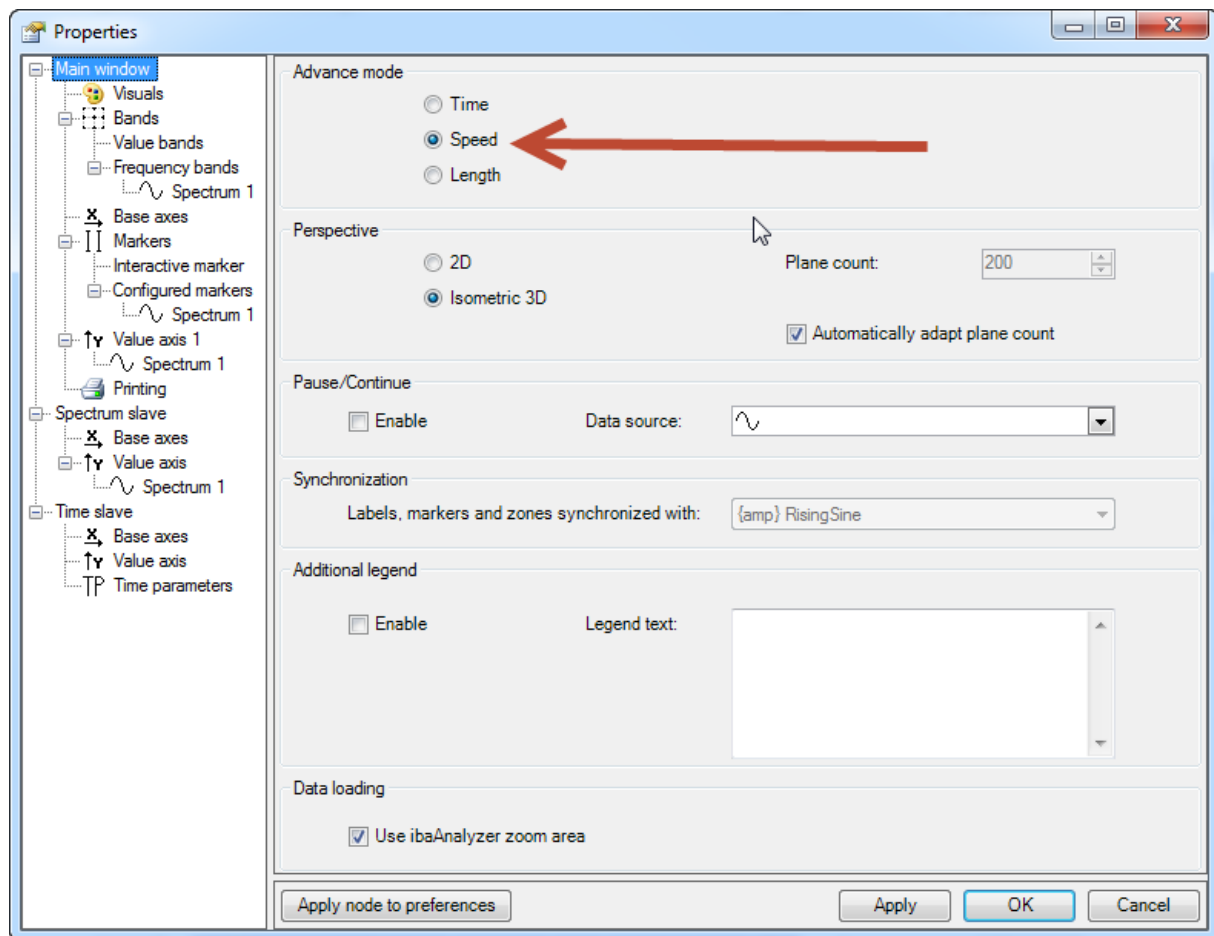 Properties
Main window
Visuals
Bands
Value bands
Frequency bands
Spectrum 1
Base axes
Markers
Interactive marker
Configured markers
Spectrum 1
Value axis 1
Spectrum 1
Printing
Spectrum slave
Base axes
Value axis
Spectrum 1
Time slave
Base axes
Value axis
TP Time parameters
Advance mode
Time
Speed
Length
Perspective
2D Plane count: 200
Isometric 3D
Automatically adapt plane count
Pause/Continue
Enable Data source:
Synchronization
Labels, markers and zones synchronized with: {amp} RisingSine
Additional legend
Enable Legend text:
Data loading
Use ibaAnalyzer zoom area
Apply node to preferences Apply OK Cancel